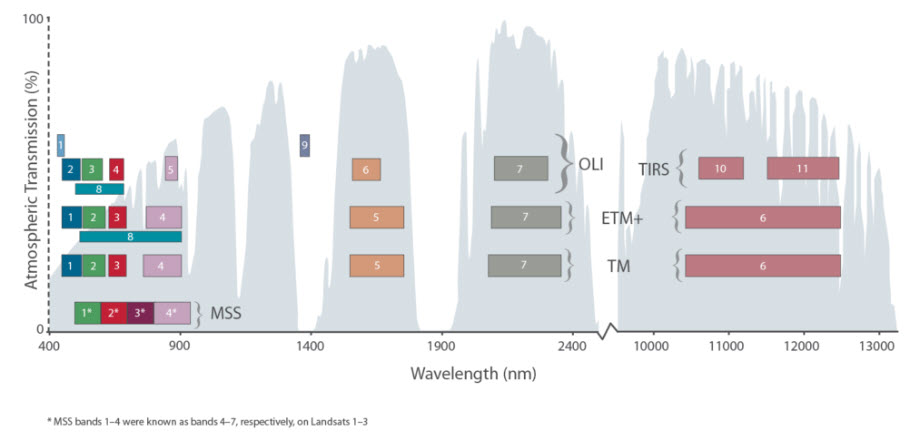 100
Atmospheric Transmission (%)
0
1
9
2 3 4 5 6 7 OLI TIRS 10 11
8
1 2 3 4 5 7 ETM+ 6
8
1 2 3 4 5 7 TM 6
1* 2* 3* 4* MSS
400 900 1400 1900 2400 10000 11000 12000 13000
Wavelength (nm)
* MSS bands 1–4 were known as bands 4–7, respectively, on Landsats 1–3